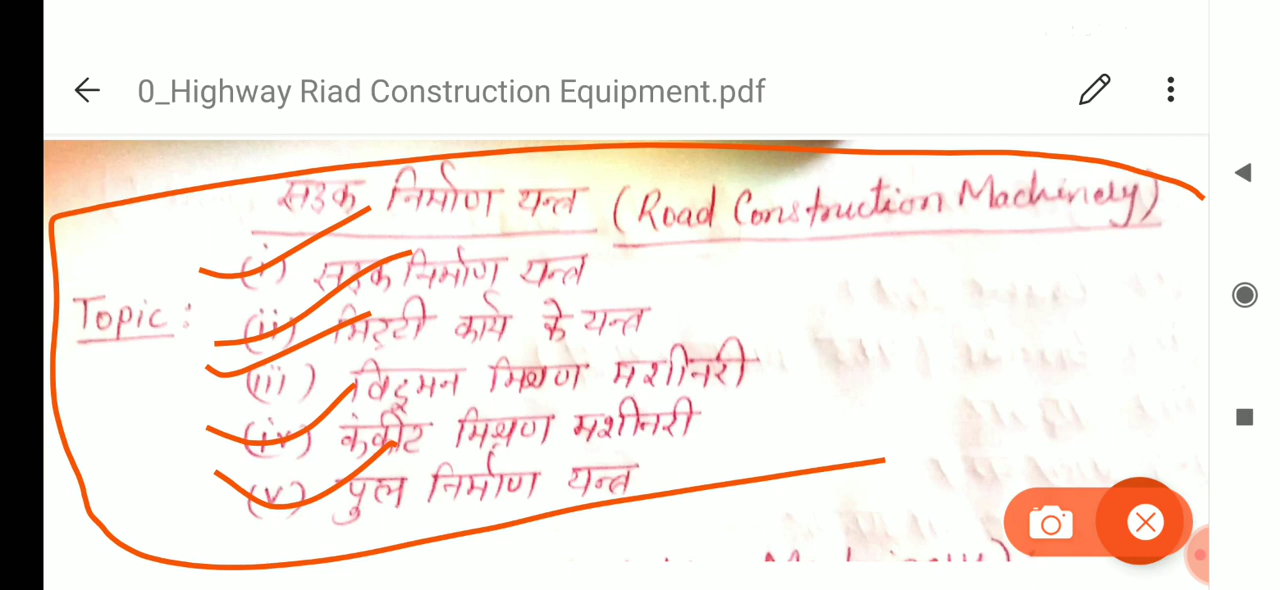 0_Highway Riad Construction Equipment.pdf
सड़क निर्माण यन्त्र (Road Construction Machinery)
Topic :
(i) सड़क निर्माण यन्त्र
(ii) मिट्टी कार्य के यन्त्र
(iii) विटूमन मिश्रण मशीनरी
(iv) कंक्रीट मिश्रण मशीनरी
(v) पुल निर्माण यन्त्र